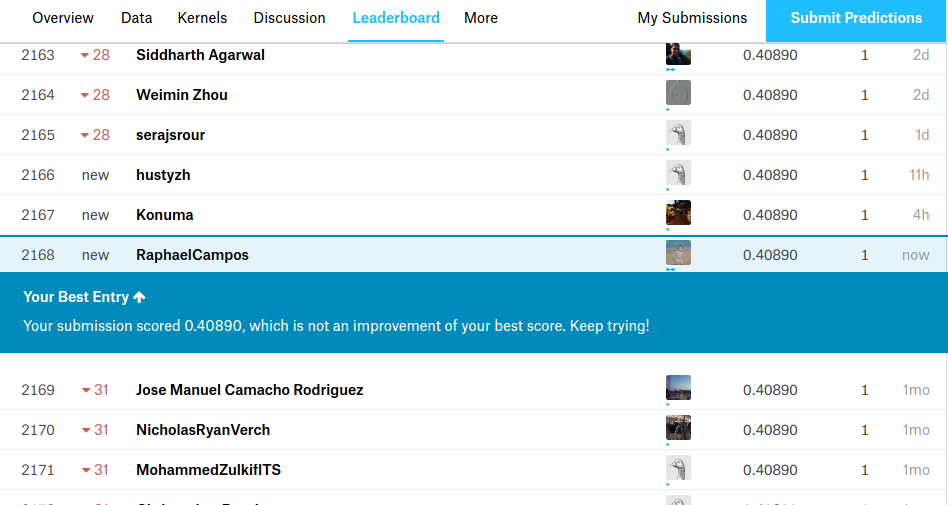 Overview Data Kernels Discussion Leaderboard More My Submissions Submit Predictions
2163 28 Siddharth Agarwal 0.40890 1 2d
2164 28 Weimin Zhou 0.40890 1 2d
2165 28 serajsrour 0.40890 1 1d
2166 new hustyzh 0.40890 1 11h
2167 new Konuma 0.40890 1 4h
2168 new RaphaelCampos 0.40890 1 now
Your Best Entry
Your submission scored 0.40890, which is not an improvement of your best score. Keep trying!
2169 31 Jose Manuel Camacho Rodriguez 0.40890 1 1mo
2170 31 NicholasRyanVerch 0.40890 1 1mo
2171 31 MohammedZulkifITS 0.40890 1 1mo